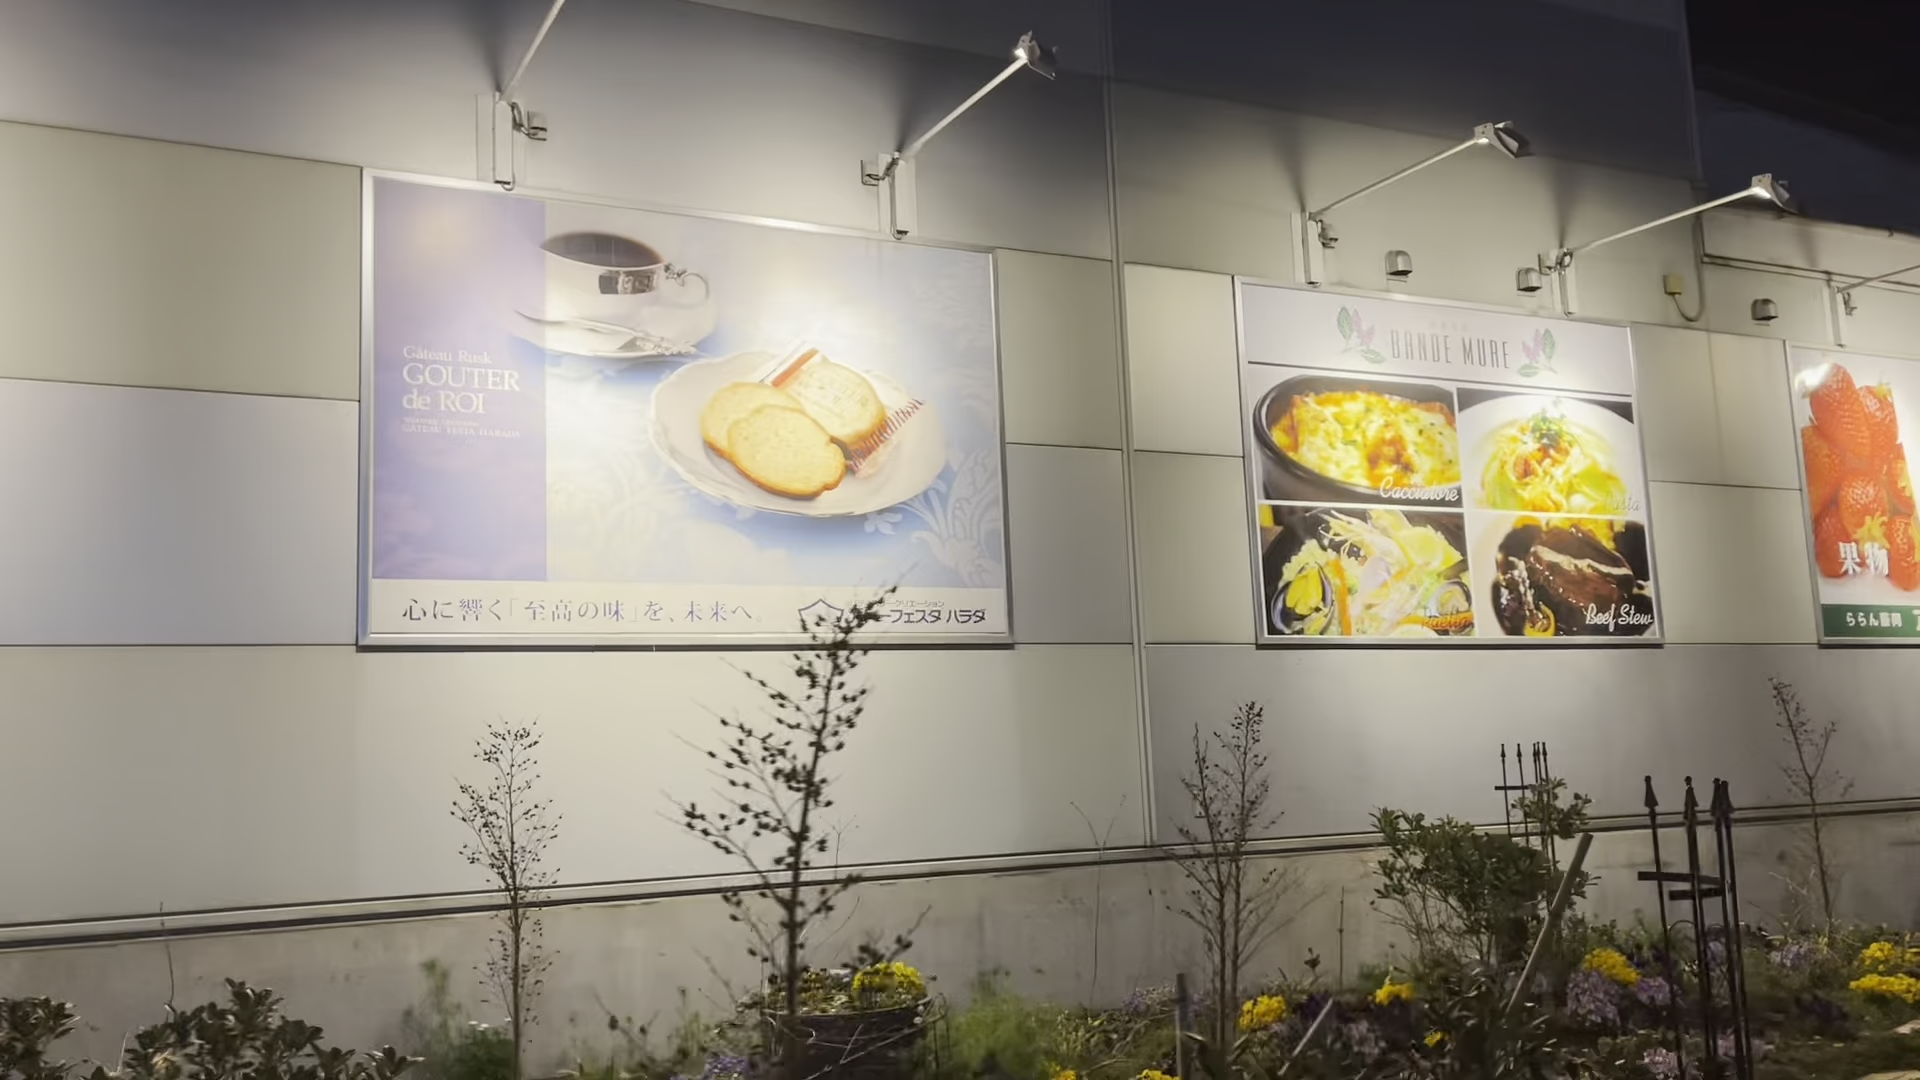 Gâteau Rusk
GOUTER
de ROI
GATEAU FESTA HARADA
心に響く「至高の味」を、未来へ。
フェスタ ハラダ
BANDE MURE
Cacciatore
Pasta
Paella
Beef Stew
果物
ららん藤岡